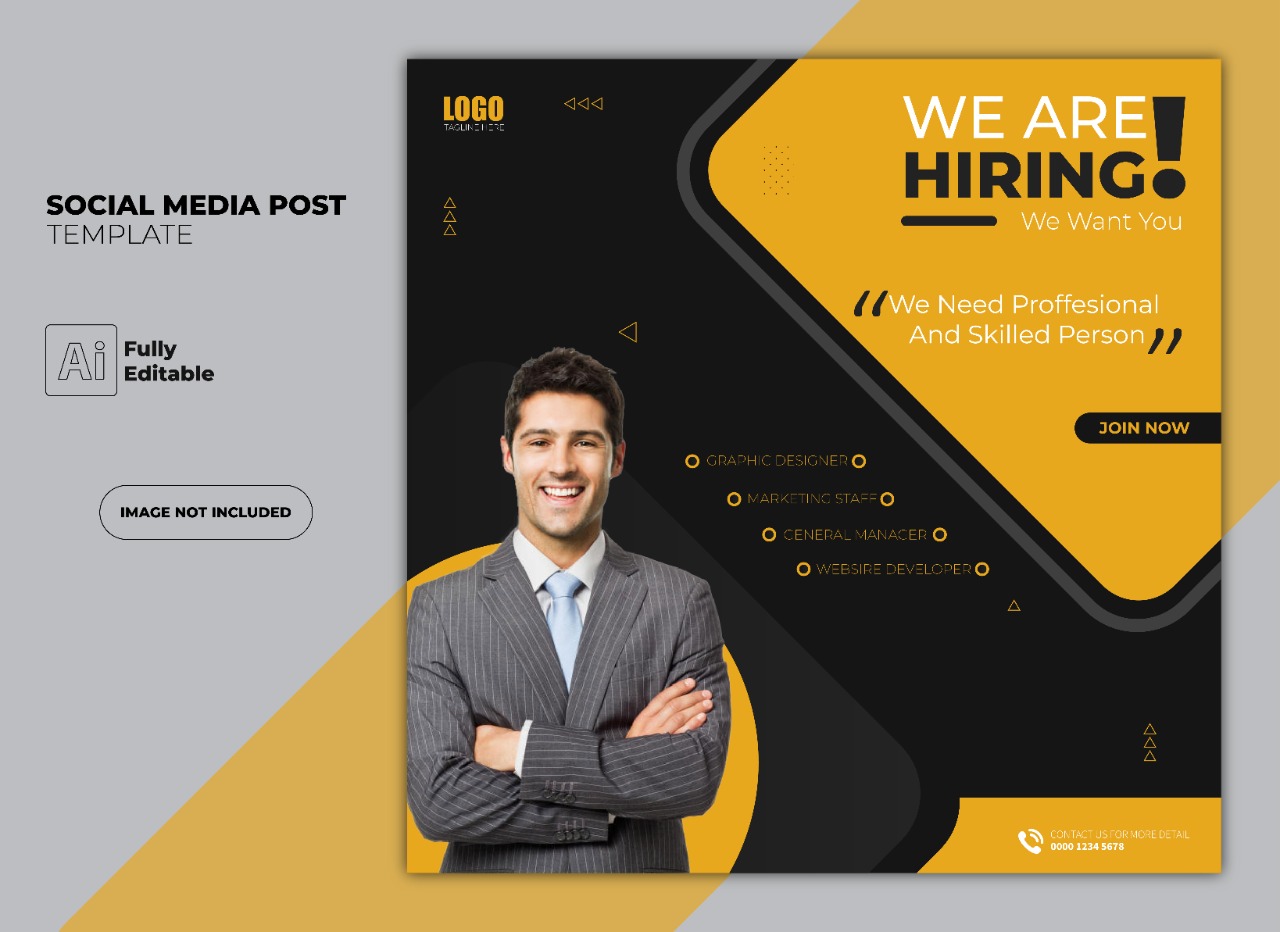 SOCIAL MEDIA POST
TEMPLATE
Ai
Fully
Editable
IMAGE NOT INCLUDED
LOGO
TAGLINE HERE
WE ARE
HIRING!
We Want You
“We Need Proffesional
And Skilled Person”
JOIN NOW
GRAPHIC DESIGNER
MARKETING STAFF
GENERAL MANAGER
WEBSIRE DEVELOPER
CONTACT US FOR MORE DETAIL
0000 1234 5678